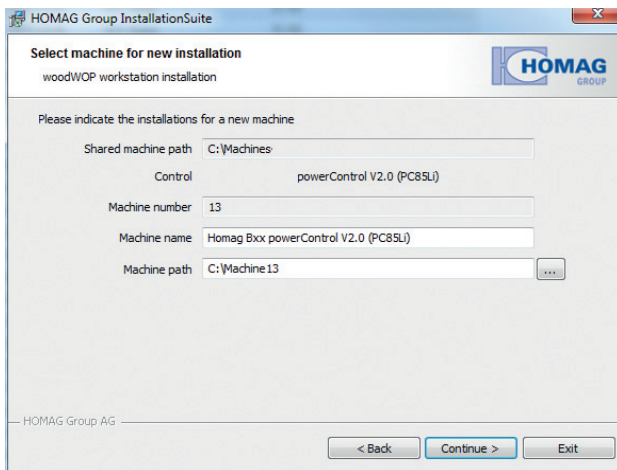 HOMAG Group InstallationSuite
Select machine for new installation
woodWOP workstation installation
HOMAG
GROUP
Please indicate the installations for a new machine
Shared machine path C:\Machines
Control powerControl V2.0 (PC85Li)
Machine number 13
Machine name Homag Bxx powerControl V2.0 (PC85Li)
Machine path C:\Machine13 ...
HOMAG Group AG
< Back Continue > Exit